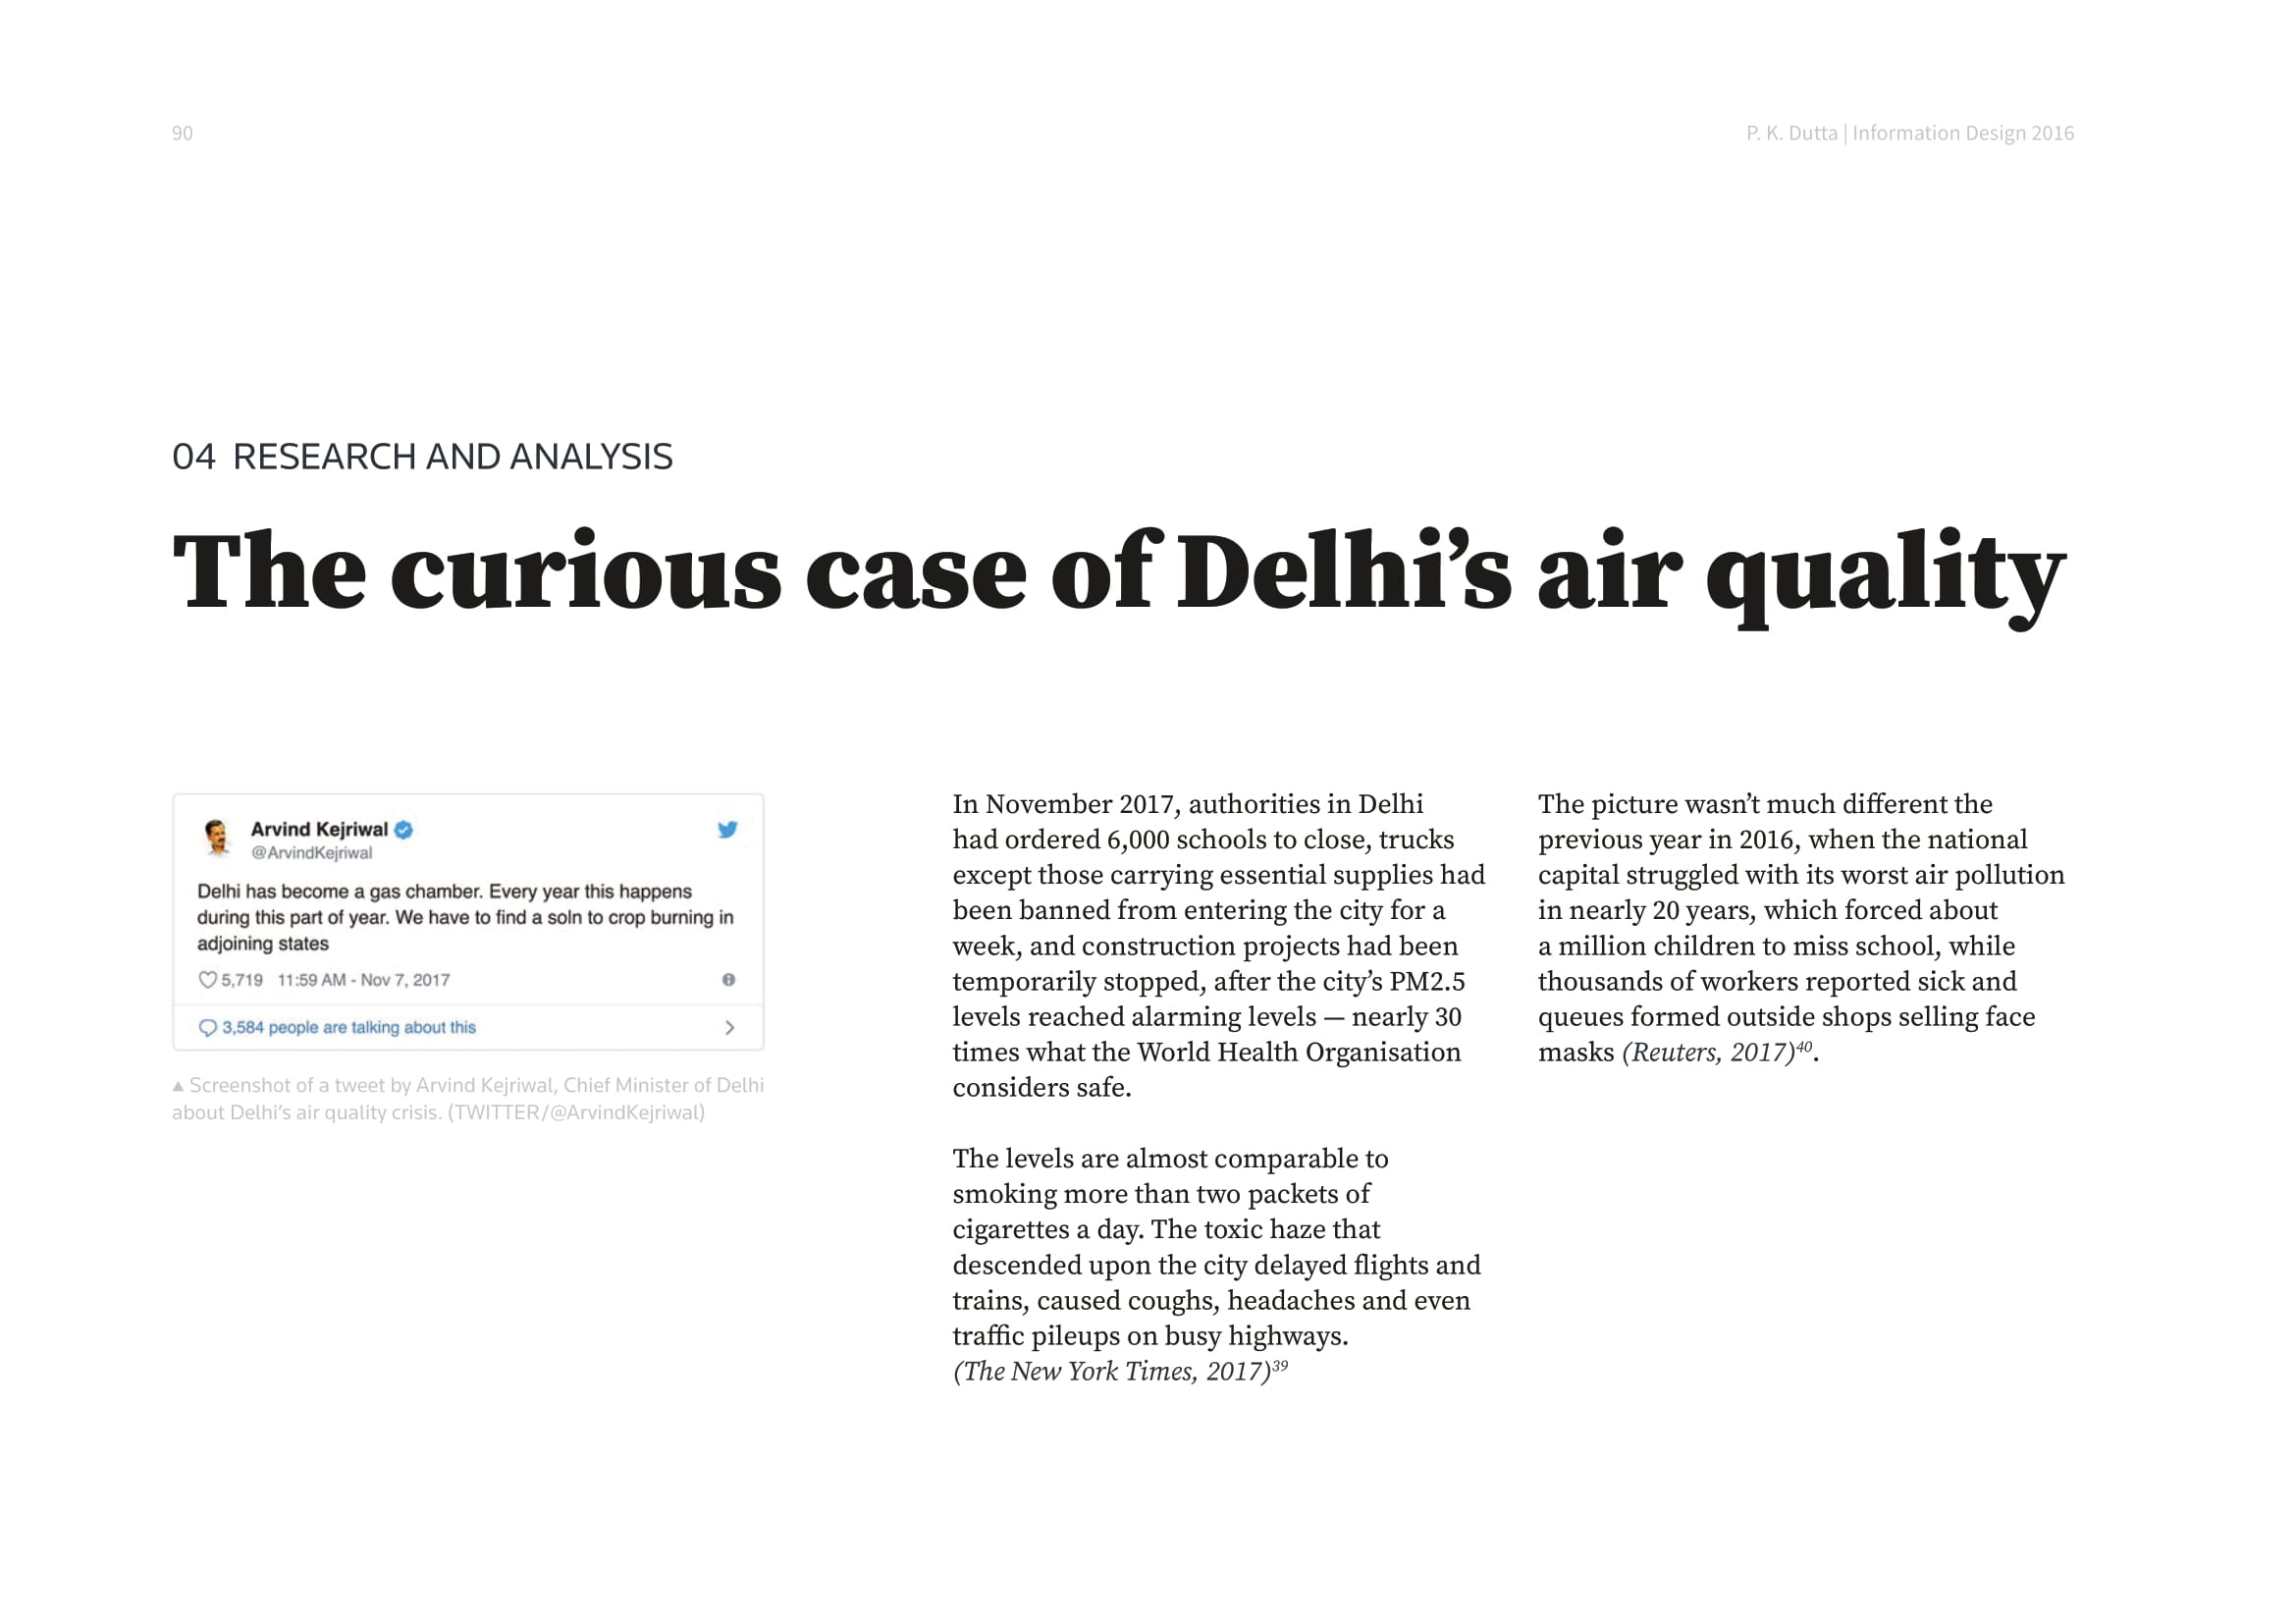 90
P. K. Dutta | Information Design 2016
04 RESEARCH AND ANALYSIS
The curious case of Delhi’s air quality
Arvind Kejriwal
@ArvindKejriwal
Delhi has become a gas chamber. Every year this happens
during this part of year. We have to find a soln to crop burning in
adjoining states
5,719 11:59 AM - Nov 7, 2017
3,584 people are talking about this
▲ Screenshot of a tweet by Arvind Kejriwal, Chief Minister of Delhi
about Delhi’s air quality crisis. (TWITTER/@ArvindKejriwal)
In November 2017, authorities in Delhi
had ordered 6,000 schools to close, trucks
except those carrying essential supplies had
been banned from entering the city for a
week, and construction projects had been
temporarily stopped, after the city’s PM2.5
levels reached alarming levels — nearly 30
times what the World Health Organisation
considers safe.
The levels are almost comparable to
smoking more than two packets of
cigarettes a day. The toxic haze that
descended upon the city delayed flights and
trains, caused coughs, headaches and even
traffic pileups on busy highways.
(The New York Times, 2017)³⁹
The picture wasn’t much different the
previous year in 2016, when the national
capital struggled with its worst air pollution
in nearly 20 years, which forced about
a million children to miss school, while
thousands of workers reported sick and
queues formed outside shops selling face
masks (Reuters, 2017)⁴⁰.